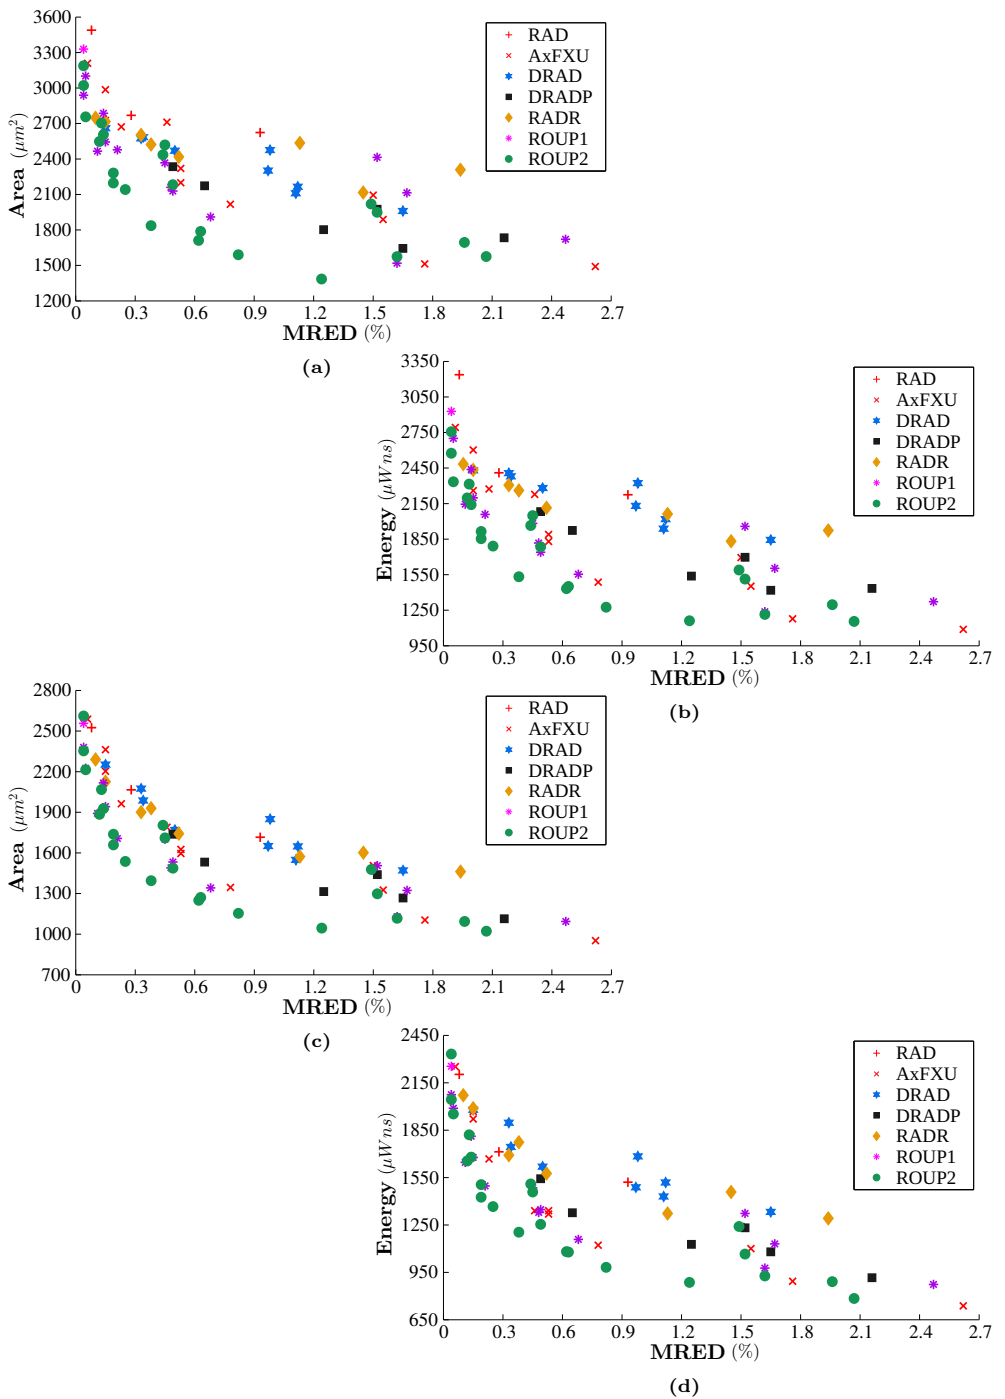 3600
3300
3000
2700
2400
2100
1800
1500
1200
Area (μm²)
0 0.3 0.6 0.9 1.2 1.5 1.8 2.1 2.4 2.7
MRED (%)
RAD
AxFXU
DRAD
DRADP
RADR
ROUP1
ROUP2
(a)
3350
3050
2750
2450
2150
1850
1550
1250
950
Energy (μWns)
0 0.3 0.6 0.9 1.2 1.5 1.8 2.1 2.4 2.7
MRED (%)
RAD
AxFXU
DRAD
DRADP
RADR
ROUP1
ROUP2
(b)
2800
2500
2200
1900
1600
1300
1000
700
Area (μm²)
0 0.3 0.6 0.9 1.2 1.5 1.8 2.1 2.4 2.7
MRED (%)
RAD
AxFXU
DRAD
DRADP
RADR
ROUP1
ROUP2
(c)
2450
2150
1850
1550
1250
950
650
Energy (μWns)
0 0.3 0.6 0.9 1.2 1.5 1.8 2.1 2.4 2.7
MRED (%)
RAD
AxFXU
DRAD
DRADP
RADR
ROUP1
ROUP2
(d)